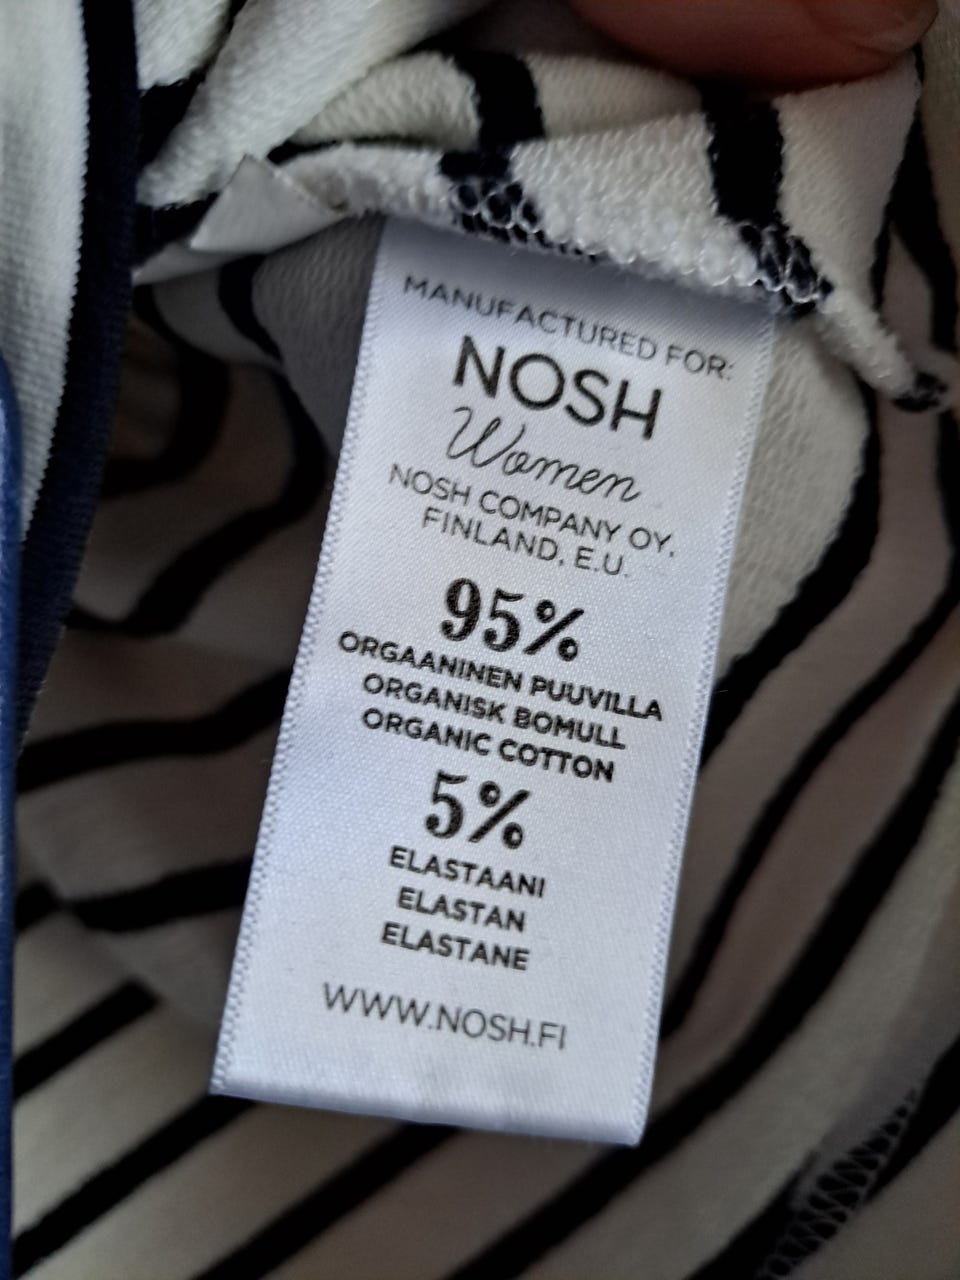 MANUFACTURED FOR:
NOSH
Women
NOSH COMPANY OY.
FINLAND, E.U.
95%
ORGAANINEN PUUVILLA
ORGANISK BOMULL
ORGANIC COTTON
5%
ELASTAANI
ELASTAN
ELASTANE
WWW.NOSH.FI